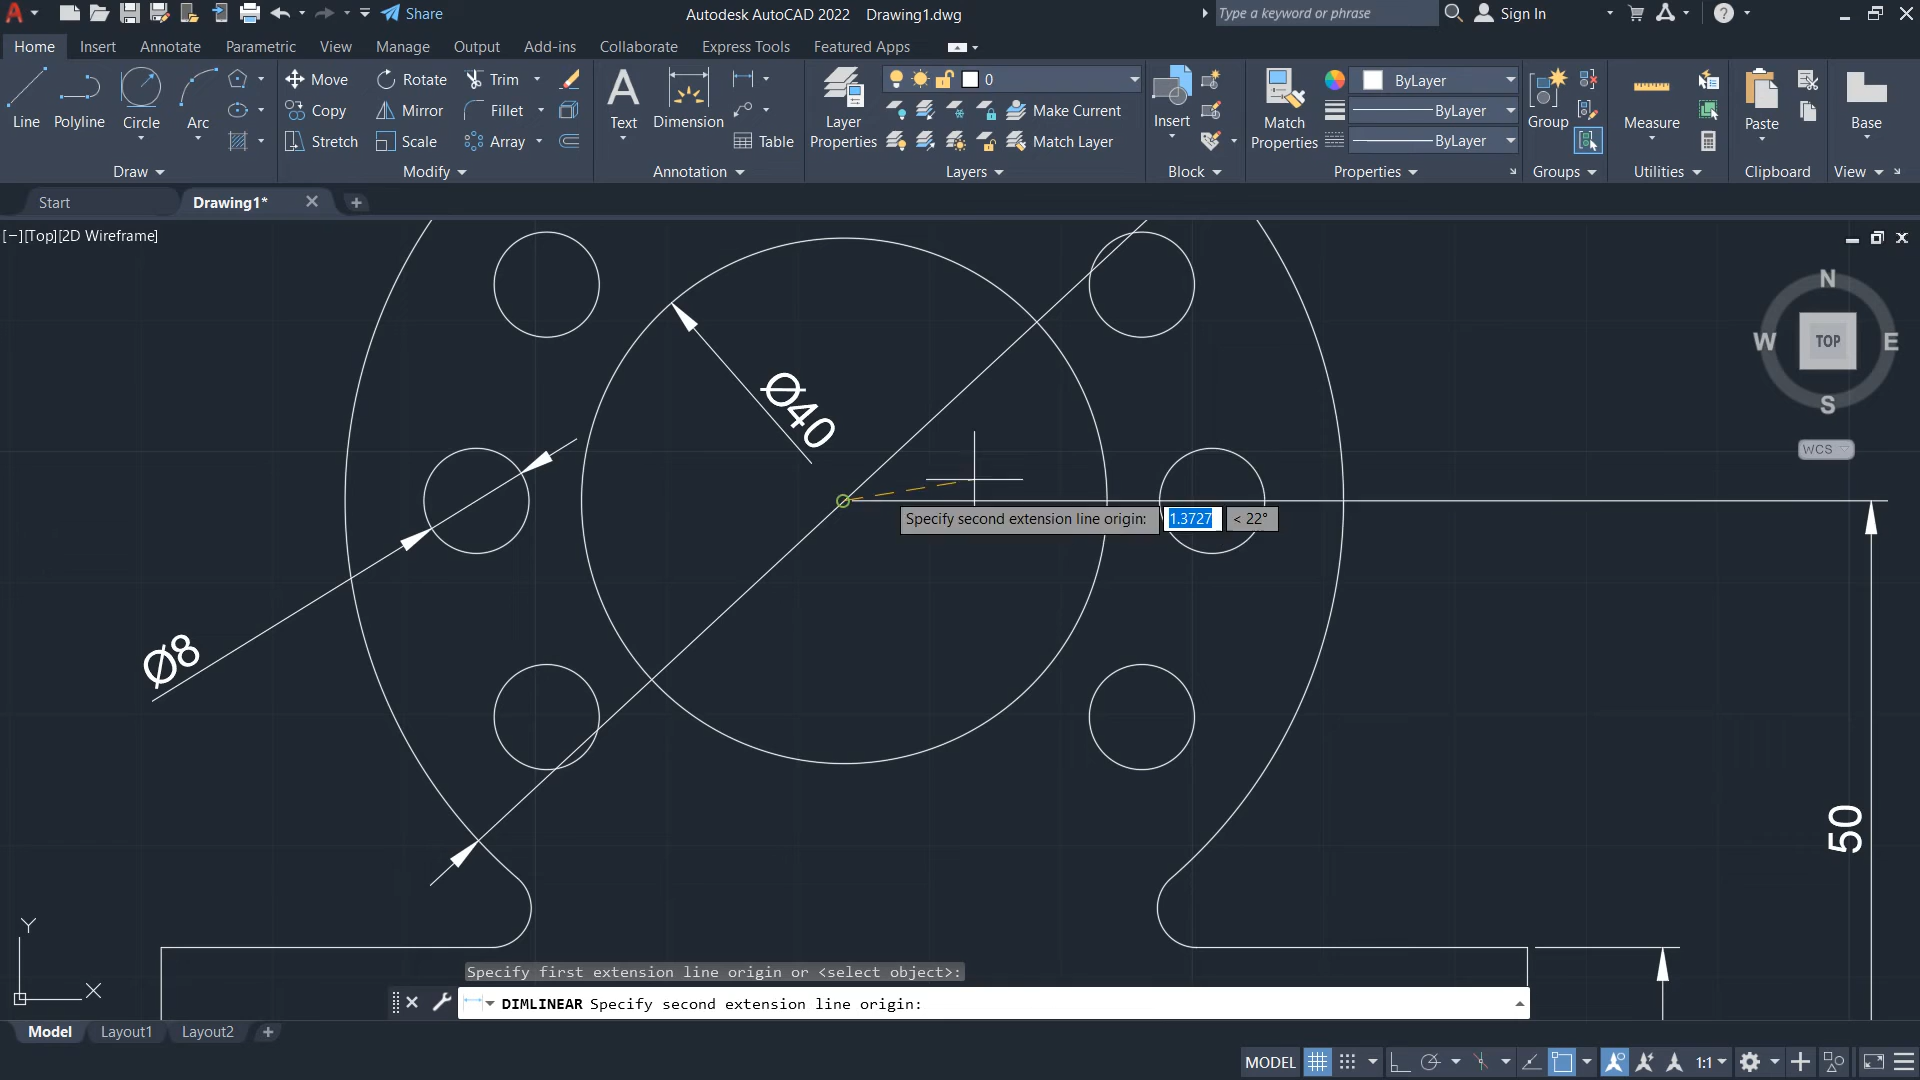 Share
Autodesk AutoCAD 2022 Drawing1.dwg
Type a keyword or phrase
Sign In
Home Insert Annotate Parametric View Manage Output Add-ins Collaborate Express Tools Featured Apps
Line Polyline Circle Arc
Move Rotate Trim
Copy Mirror Fillet
Stretch Scale Array
Text Dimension Table
Layer Properties
0
Make Current
Match Layer
Insert
Match Properties
ByLayer
ByLayer
ByLayer
Group Measure Paste Base
Draw Modify Annotation Layers Block Properties Groups Utilities Clipboard View
Start Drawing1*
[−][Top][2D Wireframe]
N
W TOP E
S
WCS
Ø40
Specify second extension line origin: 1.3727 < 22°
Ø8
50
Y
X
Specify first extension line origin or <select object>:
DIMLINEAR Specify second extension line origin:
Model Layout1 Layout2
MODEL 1:1